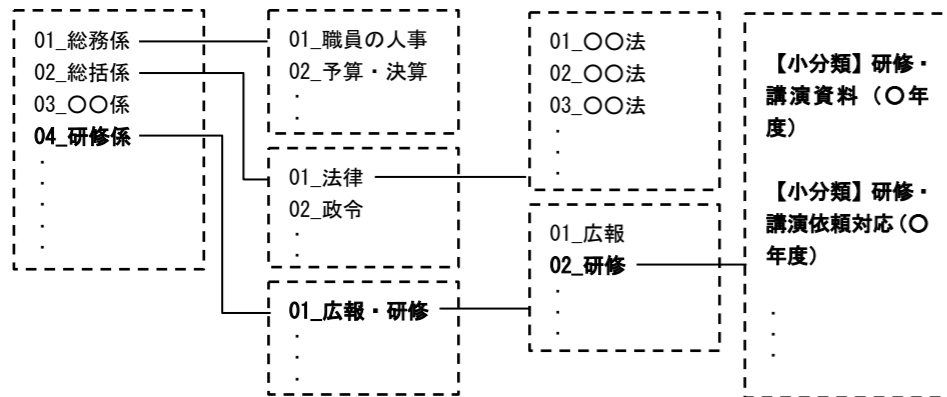 01_総務係
02_総括係
03_〇〇係
04_研修係
.
.
.
.
.
01_職員の人事
02_予算・決算
.
.
01_法律
02_政令
.
.
01_広報・研修
.
.
.
01_〇〇法
02_〇〇法
03_〇〇法
.
.
.
01_広報
02_研修
.
.
.
【小分類】研修・
講演資料（〇年
度）
【小分類】研修・
講演依頼対応（〇
年度）
.
.
.